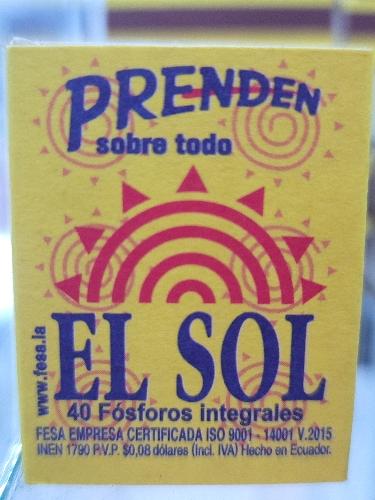 PRENDEN
sobre todo
EL SOL
www.fesa.la
40 Fósforos integrales
FESA EMPRESA CERTIFICADA ISO 9001 - 14001 V.2015
INEN 1790 P.V.P. $0,08 dólares (Incl. IVA) Hecho en Ecuador.